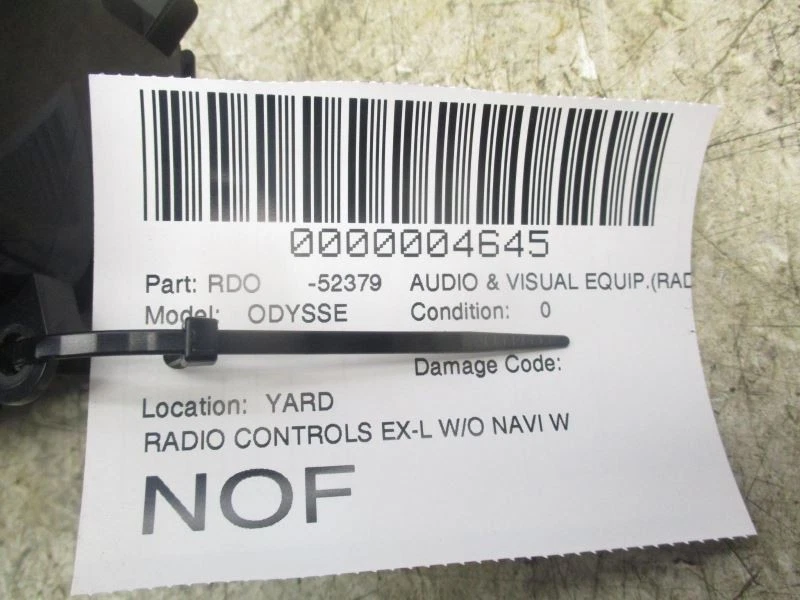 0000004645
Part: RDO -52379 AUDIO & VISUAL EQUIP.(RAD
Model: ODYSSE Condition: 0
Damage Code:
Location: YARD
RADIO CONTROLS EX-L W/O NAVI W
NOF